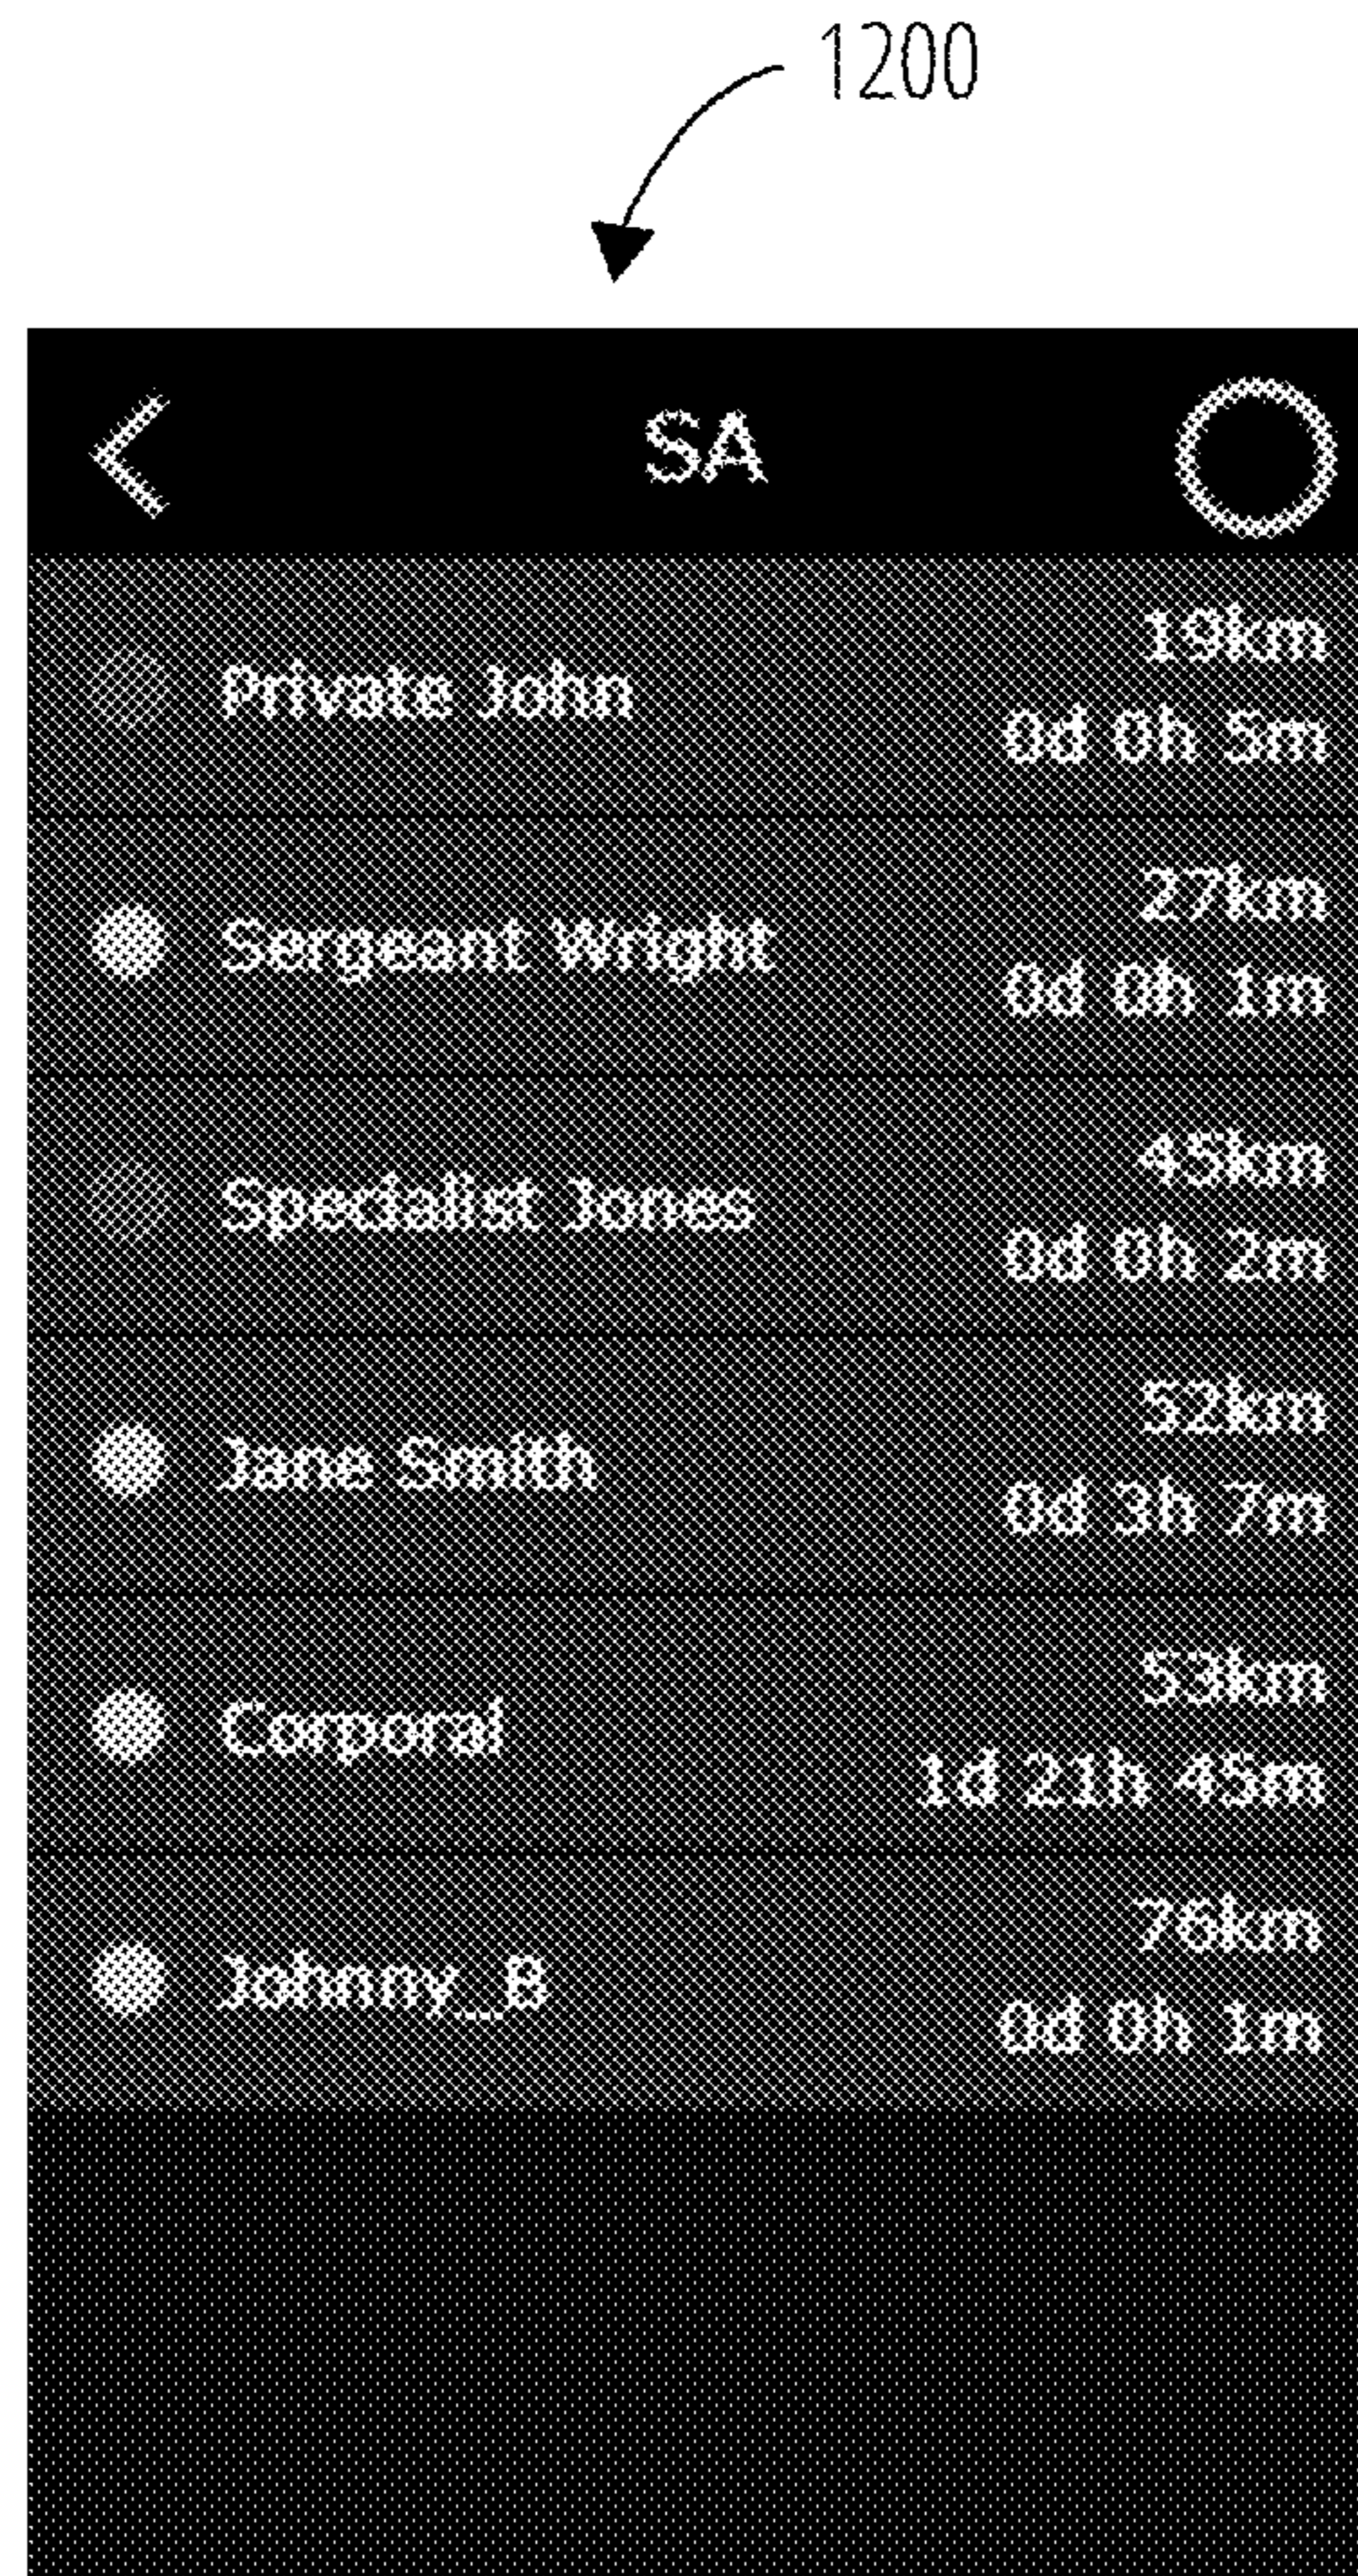 1200
SA
19km
Private John
0d 0h 5m
27km
Sergeant Wright
0d 0h 1m
45km
Specialist Jones
0d 0h 2m
52km
Jane Smith
0d 3h 7m
53km
Corporal
1d 21h 45m
76km
Johnny_B
0d 0h 1m